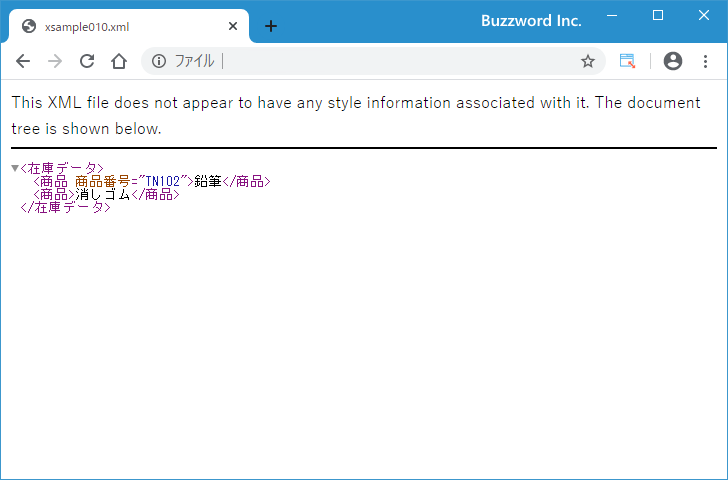 xsample010.xml
Buzzword Inc.
ファイル
This XML file does not appear to have any style information associated with it. The document
tree is shown below.
<在庫データ>
<商品 商品番号="TN102">鉛筆</商品>
<商品>消しゴム</商品>
</在庫データ>